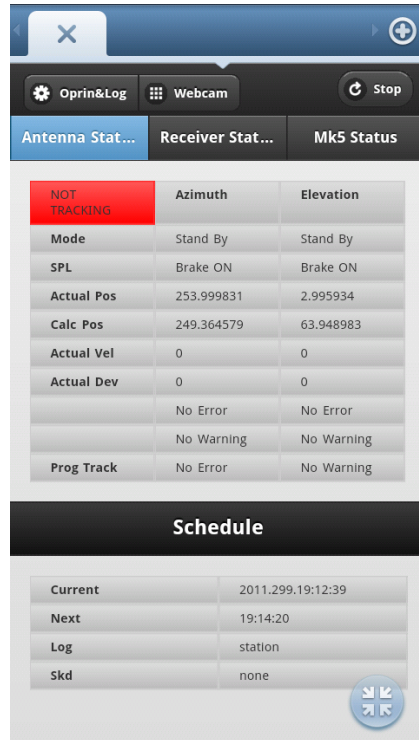 Oprin&Log Webcam Stop
Antenna Stat... Receiver Stat... Mk5 Status
NOT TRACKING Azimuth Elevation
Mode Stand By Stand By
SPL Brake ON Brake ON
Actual Pos 253.999831 2.995934
Calc Pos 249.364579 63.948983
Actual Vel 0 0
Actual Dev 0 0
No Error No Error
No Warning No Warning
Prog Track No Error No Warning
Schedule
Current 2011.299.19:12:39
Next 19:14:20
Log station
Skd none